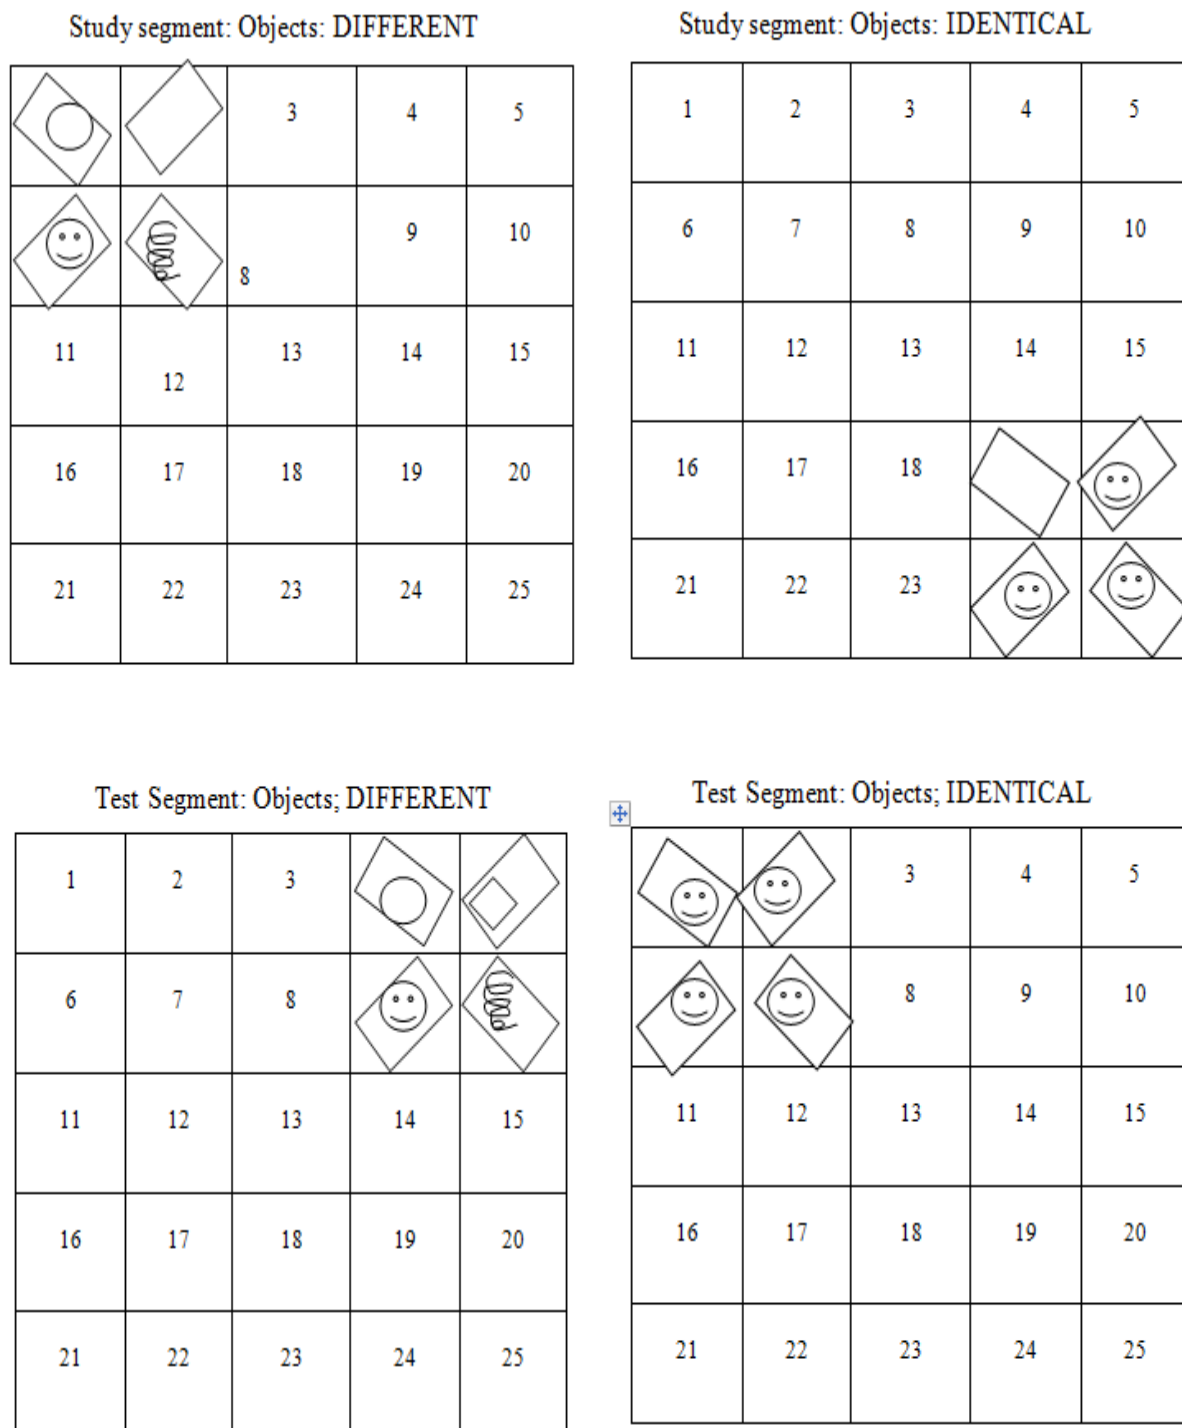 Study segment: Objects: DIFFERENT
3 4 5
9 10
8
11 13 14 15
12
16 17 18 19 20
21 22 23 24 25
Study segment: Objects: IDENTICAL
1 2 3 4 5
6 7 8 9 10
11 12 13 14 15
16 17 18
21 22 23
Test Segment: Objects; DIFFERENT
1 2 3
6 7 8
11 12 13 14 15
16 17 18 19 20
21 22 23 24 25
Test Segment: Objects; IDENTICAL
3 4 5
8 9 10
11 12 13 14 15
16 17 18 19 20
21 22 23 24 25